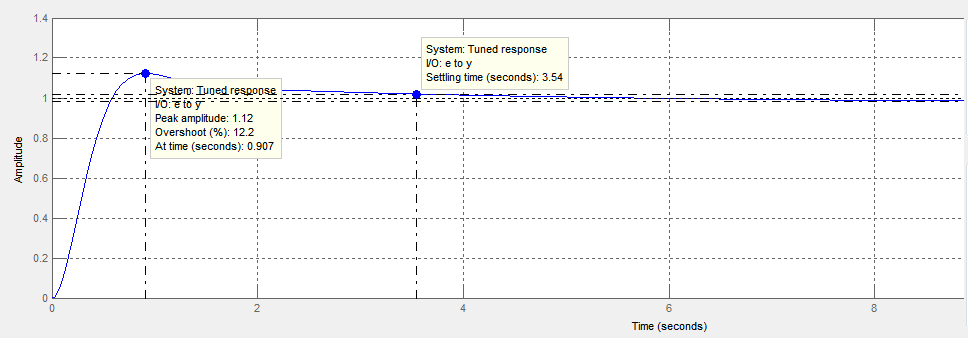 1.4
1.2
1
0.8
0.6
0.4
0.2
0
System: Tuned response
I/O: e to y
Peak amplitude: 1.12
Overshoot (%): 12.2
At time (seconds): 0.907
System: Tuned response
I/O: e to y
Settling time (seconds): 3.54
Amplitude
0 2 4 6 8
Time (seconds)